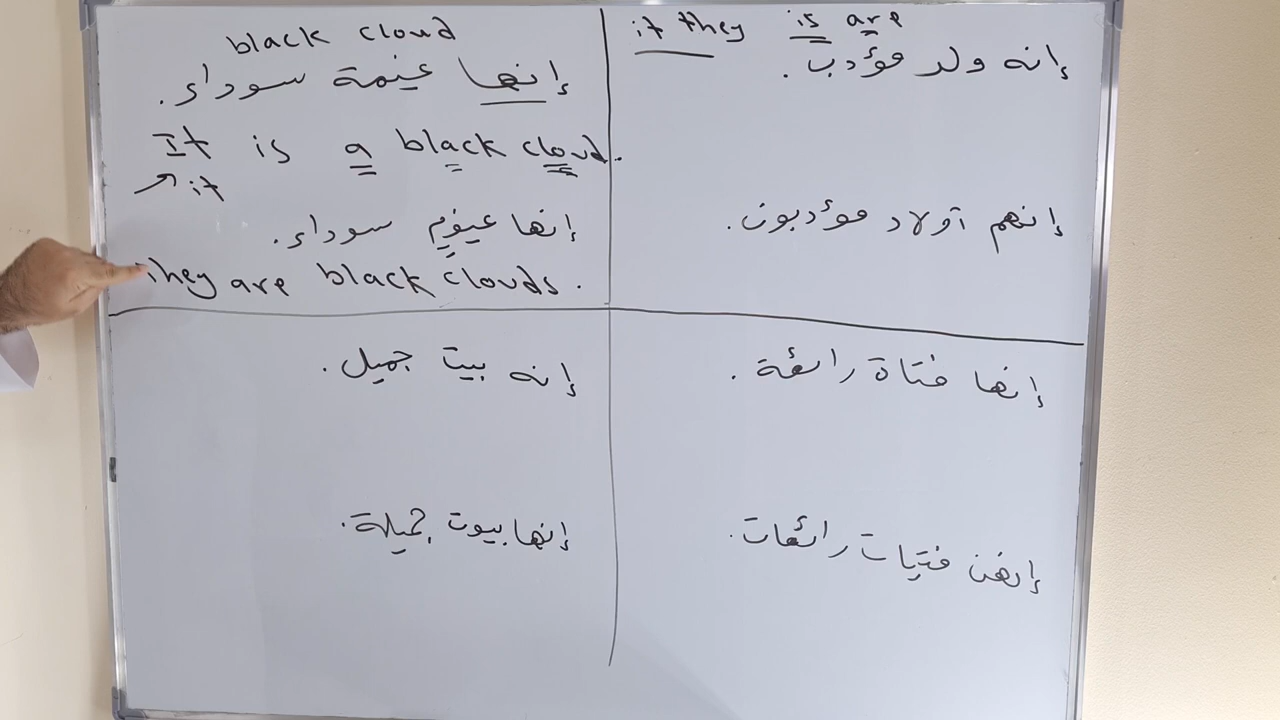 black cloud
إنها غيمة سوداء.
It is a black cloud.
it
إنها غيوم سوداء.
They are black clouds.
it they is are
إنه ولد مؤدب.
إنهم أولاد مؤدبون.
إنه بيت جميل.
إنها بيوت جميلة.
إنها فتاة رائعة.
إنهن فتيات رائعات.